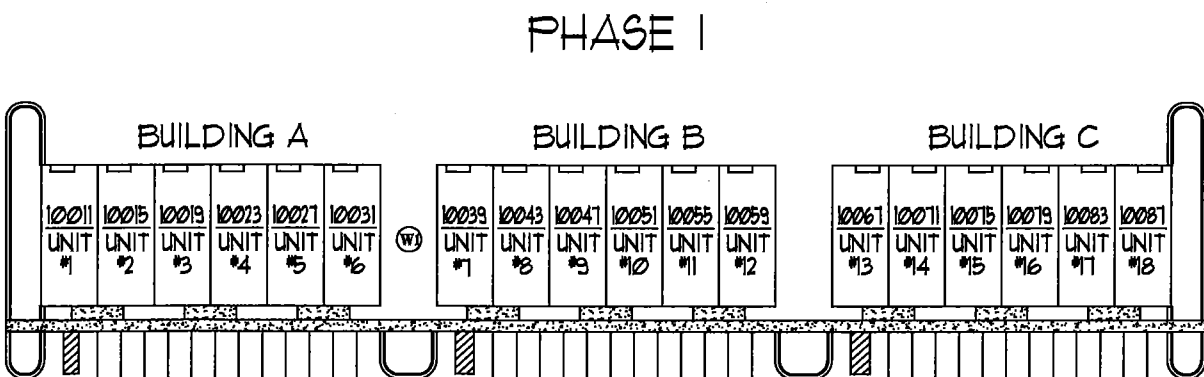 PHASE I
BUILDING A
BUILDING B
BUILDING C
10011 10015 10019 10023 10027 10031
UNIT UNIT UNIT UNIT UNIT UNIT
#1 #2 #3 #4 #5 #6
W1
10039 10043 10047 10051 10055 10059
UNIT UNIT UNIT UNIT UNIT UNIT
#7 #8 #9 #10 #11 #12
10067 10071 10075 10079 10083 10087
UNIT UNIT UNIT UNIT UNIT UNIT
#13 #14 #15 #16 #17 #18